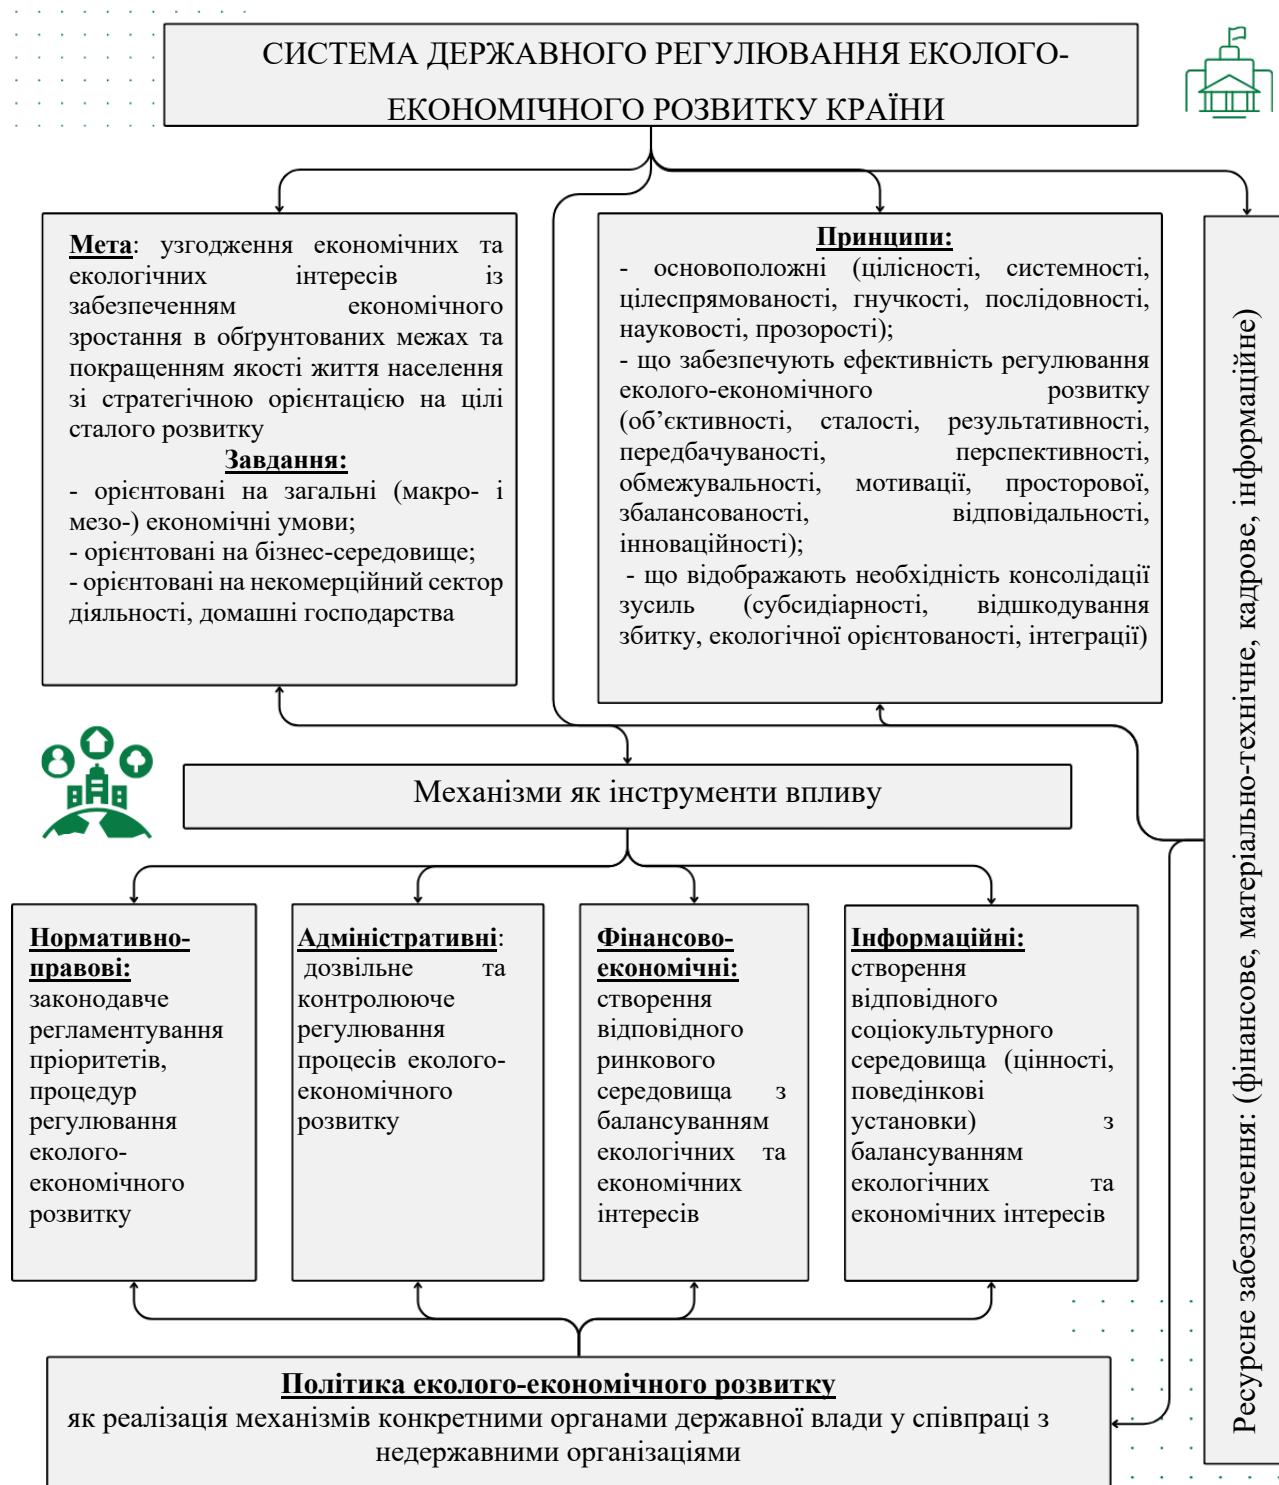 СИСТЕМА ДЕРЖАВНОГО РЕГУЛЮВАННЯ ЕКОЛОГО-
ЕКОНОМІЧНОГО РОЗВИТКУ КРАЇНИ
Мета: узгодження економічних та
екологічних інтересів із
забезпеченням економічного
зростання в обґрунтованих межах та
покращенням якості життя населення
зі стратегічною орієнтацією на цілі
сталого розвитку
Завдання:
- орієнтовані на загальні (макро- і
мезо-) економічні умови;
- орієнтовані на бізнес-середовище;
- орієнтовані на некомерційний сектор
діяльності, домашні господарства
Принципи:
- основоположні (цілісності, системності,
цілеспрямованості, гнучкості, послідовності,
науковості, прозорості);
- що забезпечують ефективність регулювання
еколого-економічного розвитку
(об’єктивності, сталості, результативності,
передбачуваності, перспективності,
обмежувальності, мотивації, просторової,
збалансованості, відповідальності,
інноваційності);
- що відображають необхідність консолідації
зусиль (субсидіарності, відшкодування
збитку, екологічної орієнтованості, інтеграції)
Ресурсне забезпечення: (фінансове, матеріально-технічне, кадрове, інформаційне)
Механізми як інструменти впливу
Нормативно-
правові:
законодавче
регламентування
пріоритетів,
процедур
регулювання
еколого-
економічного
розвитку
Адміністративні:
дозвільне та
контролююче
регулювання
процесів еколого-
економічного
розвитку
Фінансово-
економічні:
створення
відповідного
ринкового
середовища з
балансуванням
екологічних та
економічних
інтересів
Інформаційні:
створення
відповідного
соціокультурного
середовища (цінності,
поведінкові
установки) з
балансуванням
екологічних та
економічних інтересів
Політика еколого-економічного розвитку
як реалізація механізмів конкретними органами державної влади у співпраці з
недержавними організаціями